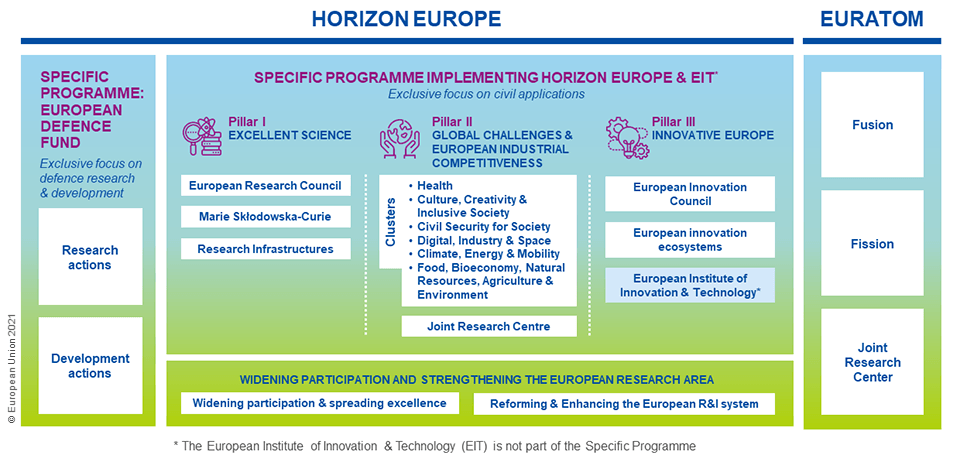 HORIZON EUROPE
EURATOM
SPECIFIC
PROGRAMME:
EUROPEAN
DEFENCE
FUND
Exclusive focus on
defence research
& development
Research
actions
Development
actions
SPECIFIC PROGRAMME IMPLEMENTING HORIZON EUROPE & EIT*
Exclusive focus on civil applications
Pillar I
EXCELLENT SCIENCE
European Research Council
Marie Skłodowska-Curie
Research Infrastructures
Pillar II
GLOBAL CHALLENGES &
EUROPEAN INDUSTRIAL
COMPETITIVENESS
Clusters
• Health
• Culture, Creativity &
Inclusive Society
• Civil Security for Society
• Digital, Industry & Space
• Climate, Energy & Mobility
• Food, Bioeconomy, Natural
Resources, Agriculture &
Environment
Joint Research Centre
Pillar III
INNOVATIVE EUROPE
European Innovation
Council
European innovation
ecosystems
European Institute of
Innovation & Technology*
WIDENING PARTICIPATION AND STRENGTHENING THE EUROPEAN RESEARCH AREA
Widening participation & spreading excellence
Reforming & Enhancing the European R&I system
Fusion
Fission
Joint
Research
Center
© European Union 2021
* The European Institute of Innovation & Technology (EIT) is not part of the Specific Programme